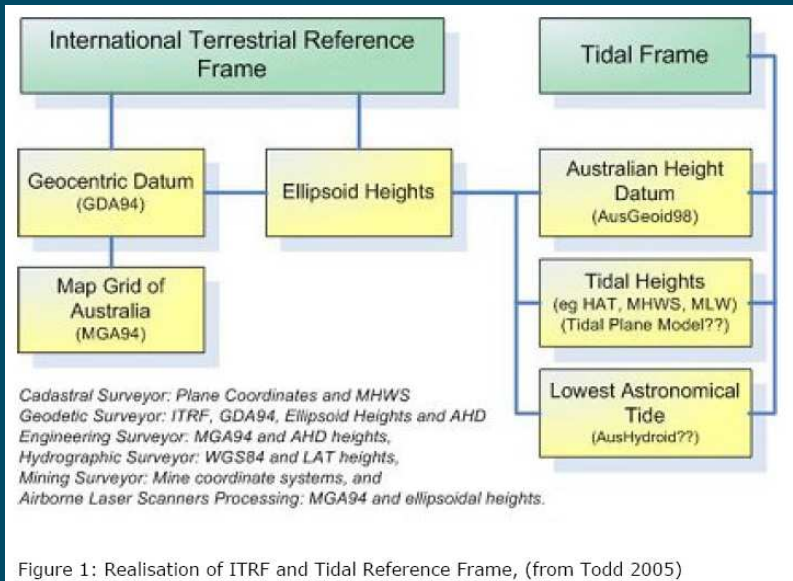 International Terrestrial Reference
Frame
Tidal Frame
Geocentric Datum
(GDA94)
Ellipsoid Heights
Australian Height
Datum
(AusGeoid98)
Map Grid of
Australia
(MGA94)
Tidal Heights
(eg HAT, MHWS, MLW)
(Tidal Plane Model??)
Lowest Astronomical
Tide
(AusHydroid??)
Cadastral Surveyor: Plane Coordinates and MHWS
Geodetic Surveyor: ITRF, GDA94, Ellipsoid Heights and AHD
Engineering Surveyor: MGA94 and AHD heights,
Hydrographic Surveyor: WGS84 and LAT heights,
Mining Surveyor: Mine coordinate systems, and
Airborne Laser Scanners Processing: MGA94 and ellipsoidal heights.
Figure 1: Realisation of ITRF and Tidal Reference Frame, (from Todd 2005)